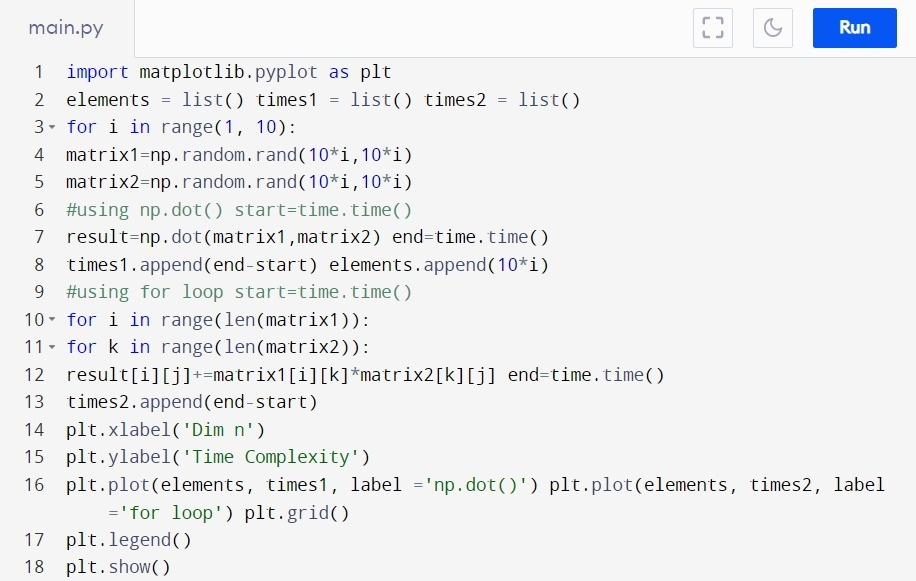 main.py
Run
1 import matplotlib.pyplot as plt
2 elements = list() times1 = list() times2 = list()
3 for i in range(1, 10):
4 matrix1=np.random.rand(10*i,10*i)
5 matrix2=np.random.rand(10*i,10*i)
6 #using np.dot() start=time.time()
7 result=np.dot(matrix1,matrix2) end=time.time()
8 times1.append(end-start) elements.append(10*i)
9 #using for loop start=time.time()
10 for i in range(len(matrix1)):
11 for k in range(len(matrix2)):
12 result[i][j]+=matrix1[i][k]*matrix2[k][j] end=time.time()
13 times2.append(end-start)
14 plt.xlabel('Dim n')
15 plt.ylabel('Time Complexity')
16 plt.plot(elements, times1, label ='np.dot()') plt.plot(elements, times2, label
='for loop') plt.grid()
17 plt.legend()
18 plt.show()